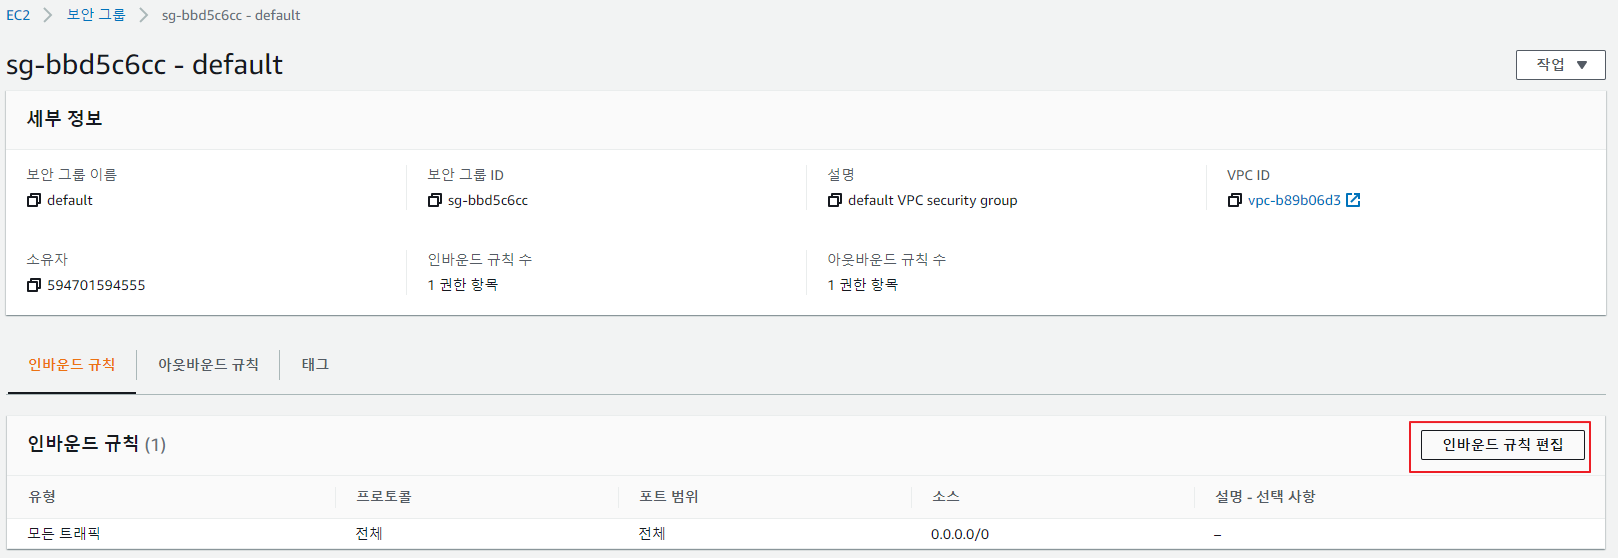 EC2 > 보안 그룹 > sg-bbd5c6cc - default
sg-bbd5c6cc - default
작업
세부 정보
보안 그룹 이름 보안 그룹 ID 설명 VPC ID
default sg-bbd5c6cc default VPC security group vpc-b89b06d3
소유자 인바운드 규칙 수 아웃바운드 규칙 수
594701594555 1 권한 항목 1 권한 항목
인바운드 규칙 아웃바운드 규칙 태그
인바운드 규칙 (1) 인바운드 규칙 편집
유형 프로토콜 포트 범위 소스 설명 - 선택 사항
모든 트래픽 전체 전체 0.0.0.0/0 –